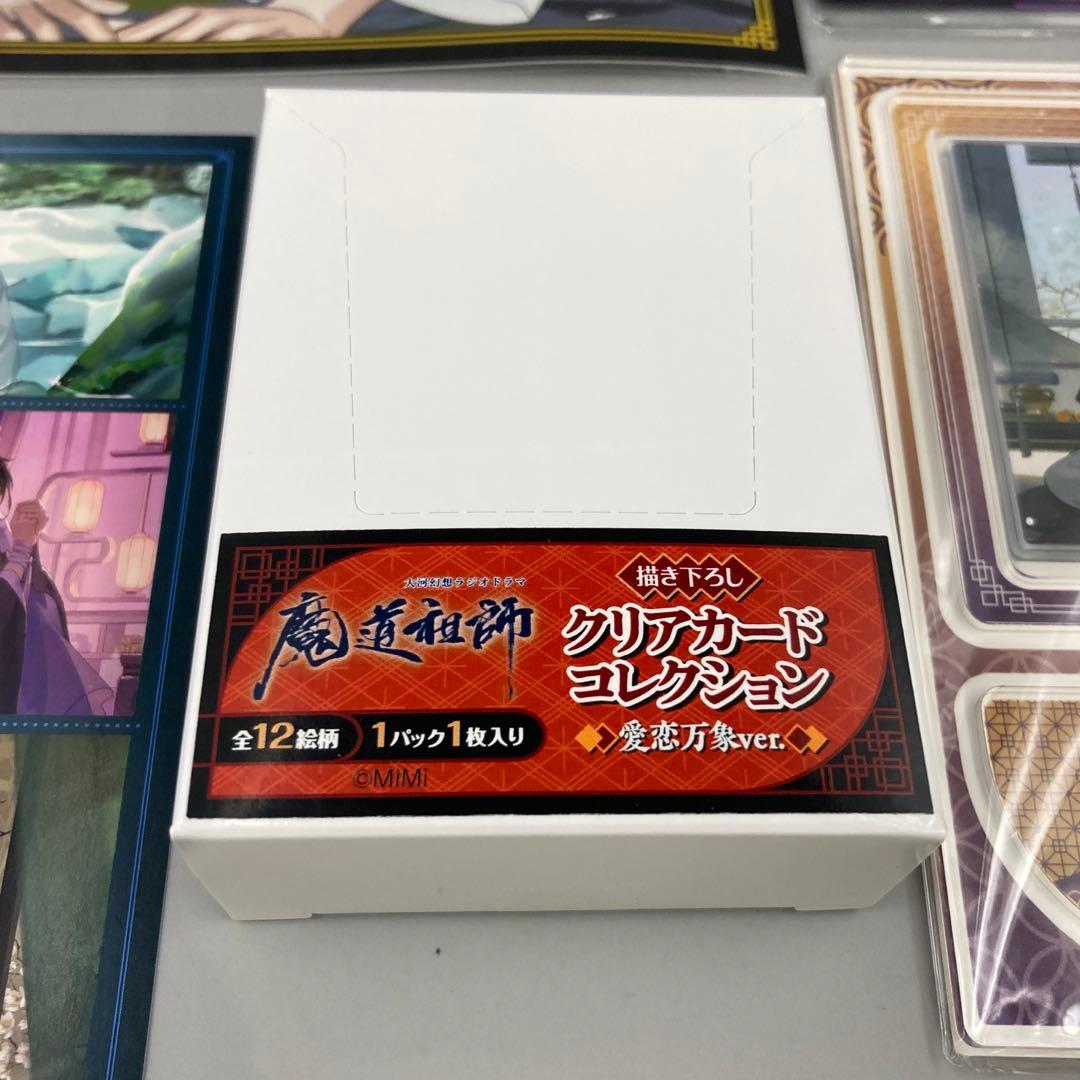 大河幻想ラジオドラマ
魔道祖師
描き下ろし
クリアカード
コレクション
愛恋万象ver.
全12絵柄
1パック1枚入り
©MiMi